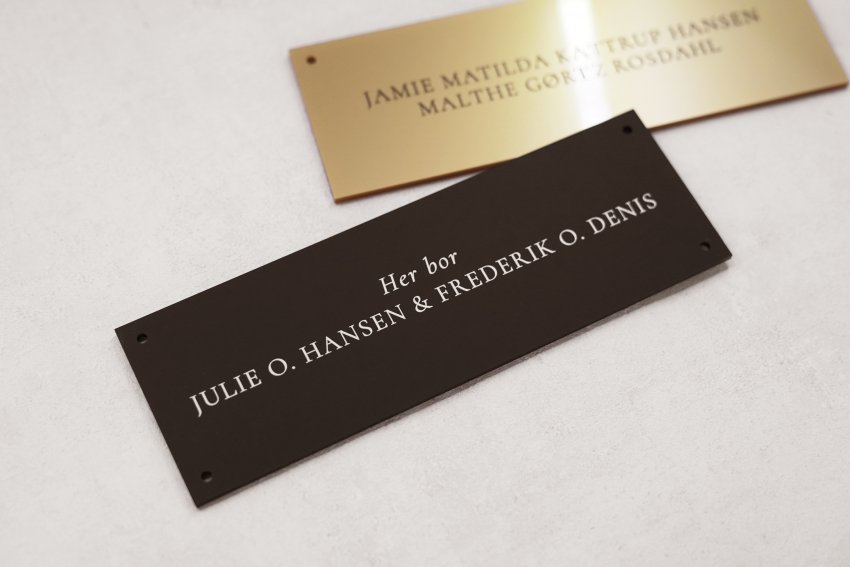 JAMIE MATILDA KATTRUP HANSEN
MALTHE GØRTZ ROSDAHL
Her bor
JULIE O. HANSEN & FREDERIK O. DENIS